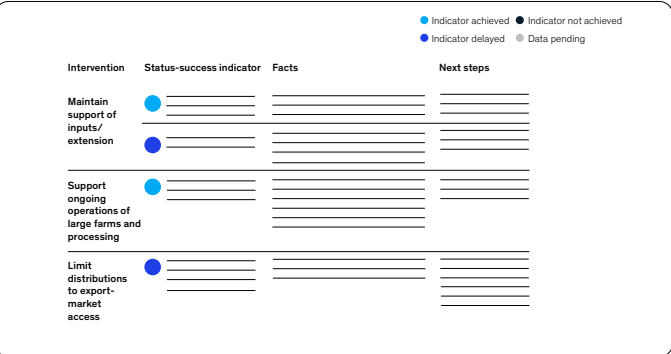 Indicator achieved Indicator not achieved
Indicator delayed Data pending
Intervention Status-success indicator Facts Next steps
Maintain
support of
inputs/
extension
Support
ongoing
operations of
large farms and
processing
Limit
distributions
to export-
market
access